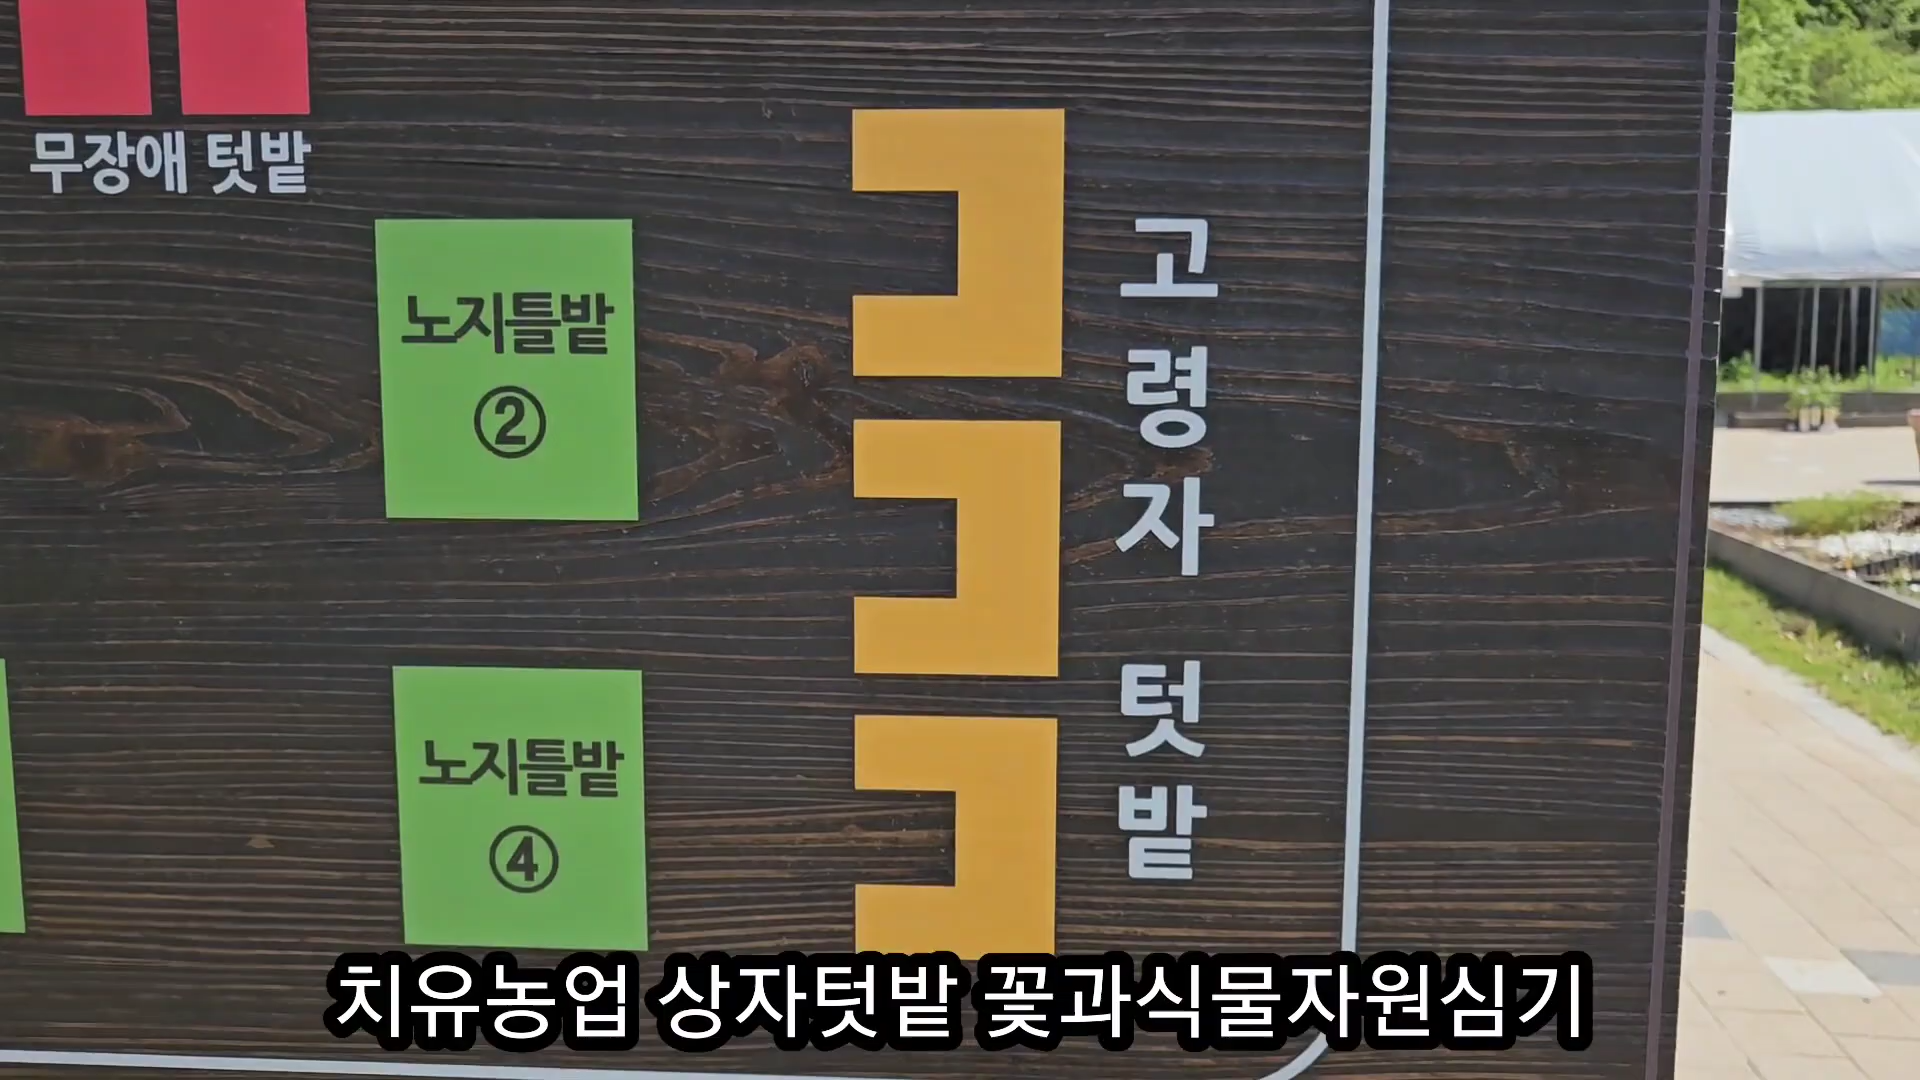 무장애 텃밭
노지틀밭
②
노지틀밭
④
고령자 텃밭
치유농업 상자텃밭 꽃과식물자원심기